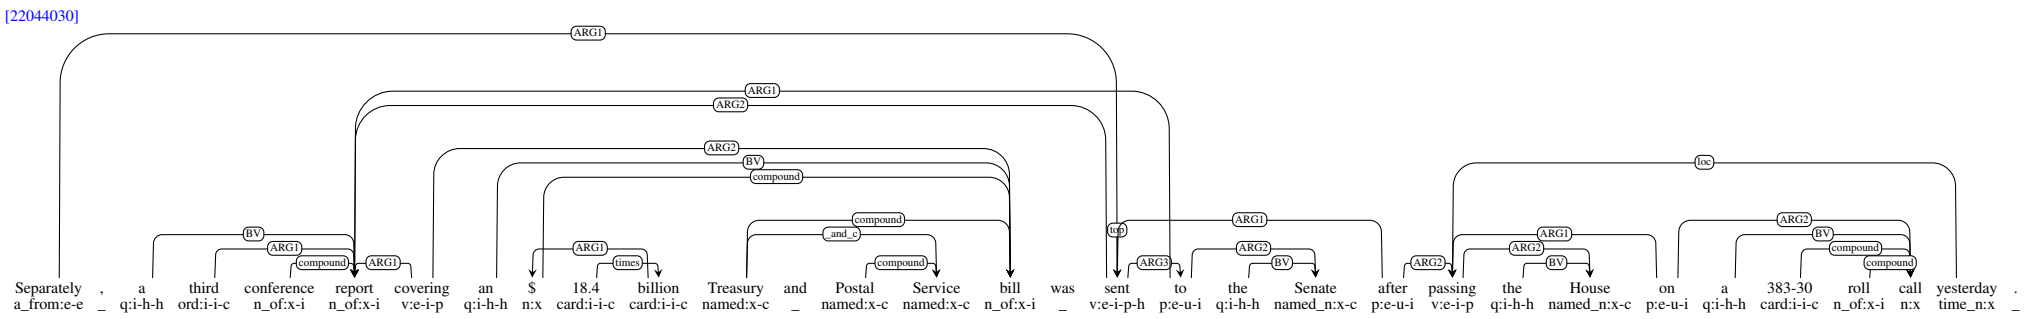 [22044030]
ARG1
ARG1
ARG2
ARG2
BV loc
compound
compound ARG1 ARG2
BV _and_c top ARG1 BV
ARG1 ARG1 ARG2 ARG2 compound
compound ARG1 times compound ARG3 BV ARG2 BV compound
Separately , a third conference report covering an $ 18.4 billion Treasury and Postal Service bill was sent to the Senate after passing the House on a 383-30 roll call yesterday .
a_from:e-e _ q:i-h-h ord:i-i-c n_of:x-i n_of:x-i v:e-i-p q:i-h-h n:x card:i-i-c card:i-i-c named:x-c _ named:x-c named:x-c n_of:x-i _ v:e-i-p-h p:e-u-i q:i-h-h named_n:x-c p:e-u-i v:e-i-p q:i-h-h named_n:x-c p:e-u-i q:i-h-h card:i-i-c n_of:x-i n:x time_n:x _